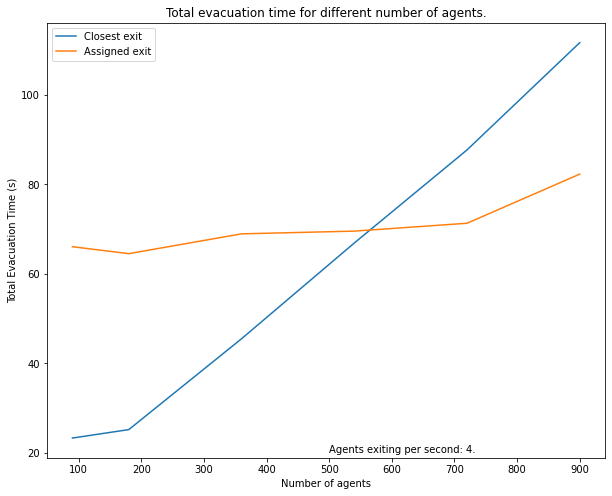 Total evacuation time for different number of agents.
Closest exit
Assigned exit
Total Evacuation Time (s)
100
80
60
40
20
Agents exiting per second: 4.
100 200 300 400 500 600 700 800 900
Number of agents